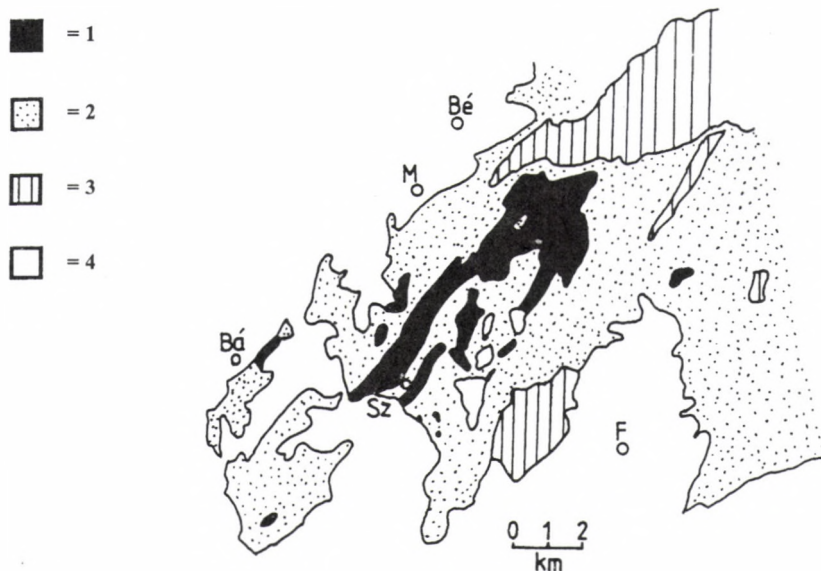 = 1
= 2
= 3
= 4
Bé
M
Bá
Sz
F
0 1 2
km